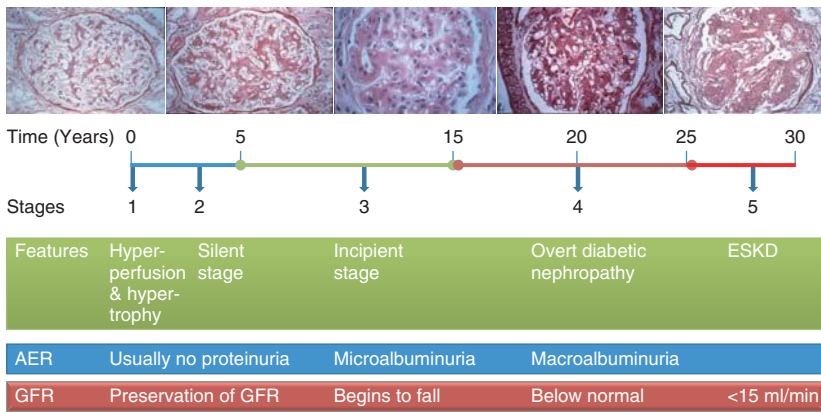 Time (Years) 0 5 15 20 25 30
Stages 1 2 3 4 5
Features Hyper- Silent Incipient Overt diabetic ESKD
perfusion stage stage nephropathy
& hyper-
trophy
AER Usually no proteinuria Microalbuminuria Macroalbuminuria
GFR Preservation of GFR Begins to fall Below normal <15 ml/min